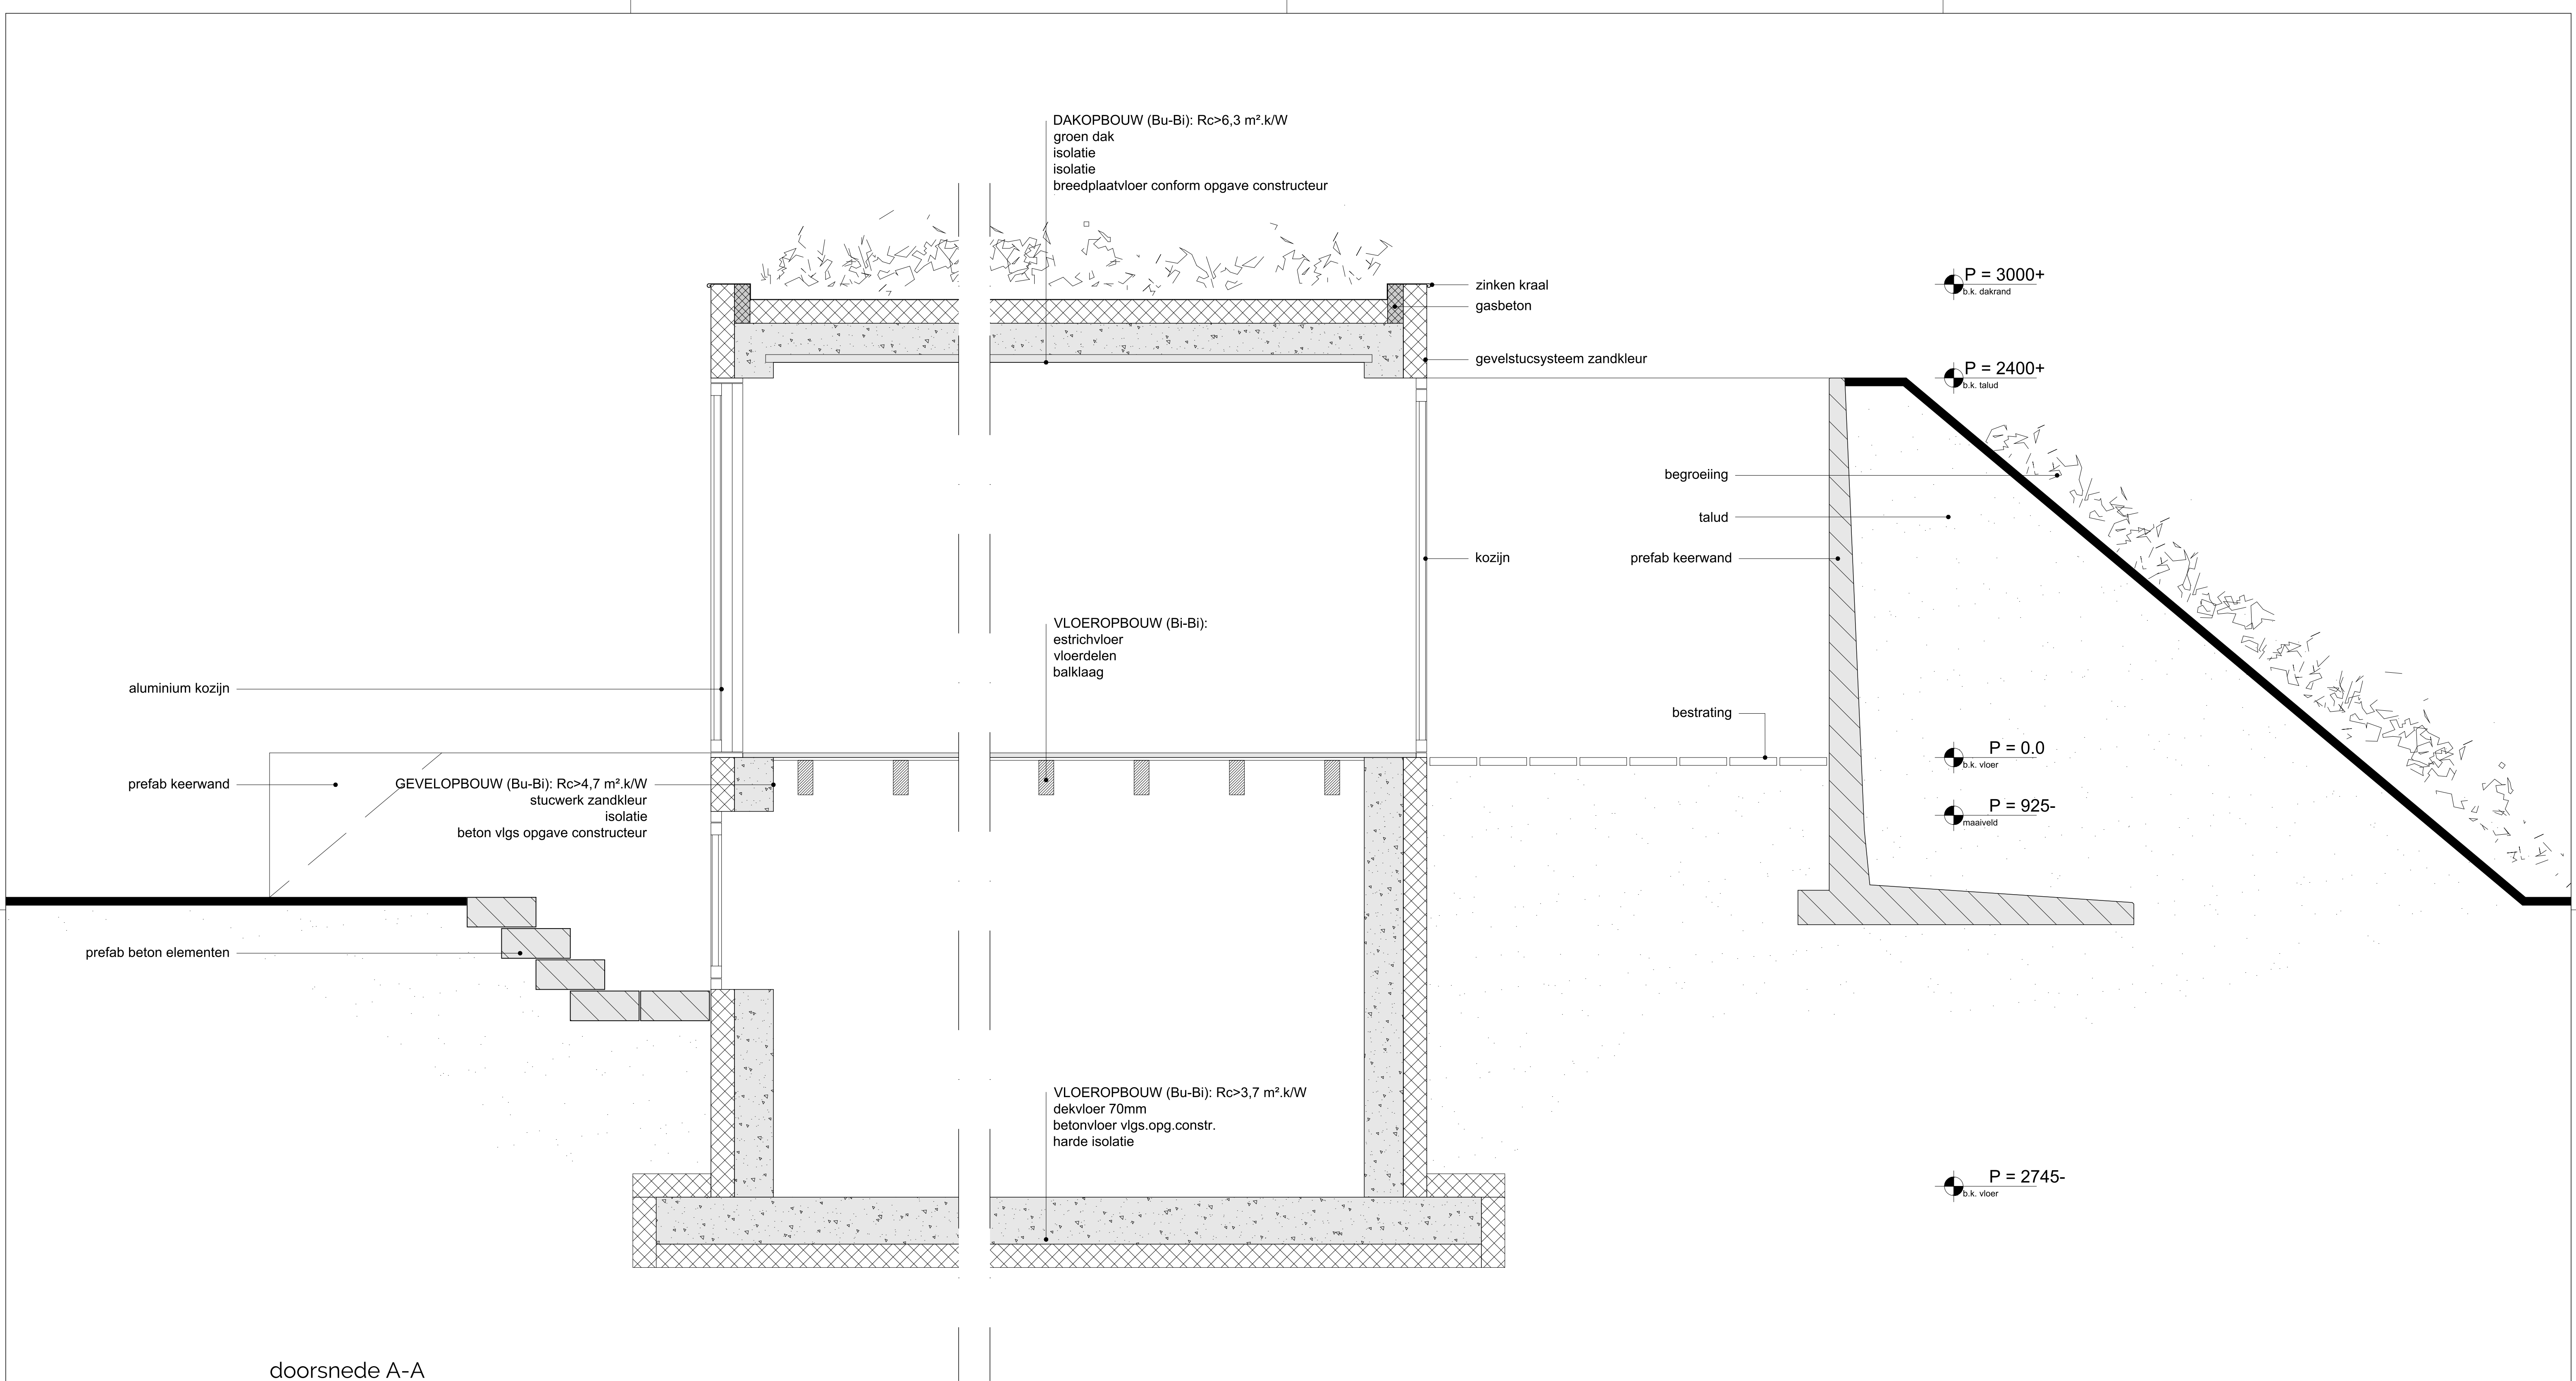 DAKOPBOUW (Bu-Bi): Rc>6,3 m².k/W
groen dak
isolatie
isolatie
breedplaatvloer conform opgave constructeur
zinken kraal
gasbeton
gevelstucsysteem zandkleur
P = 3000+
b.k. dakrand
P = 2400+
b.k. talud
begroeiing
talud
prefab keerwand
kozijn
VLOEROPBOUW (Bi-Bi):
estrichvloer
vloerdelen
balklaag
aluminium kozijn
bestrating
P = 0.0
b.k. vloer
prefab keerwand
GEVELOPBOUW (Bu-Bi): Rc>4,7 m².k/W
stucwerk zandkleur
isolatie
beton vlgs opgave constructeur
P = 925-
maaiveld
prefab beton elementen
VLOEROPBOUW (Bu-Bi): Rc>3,7 m².k/W
dekvloer 70mm
betonvloer vlgs.opg.constr.
harde isolatie
P = 2745-
b.k. vloer
doorsnede A-A